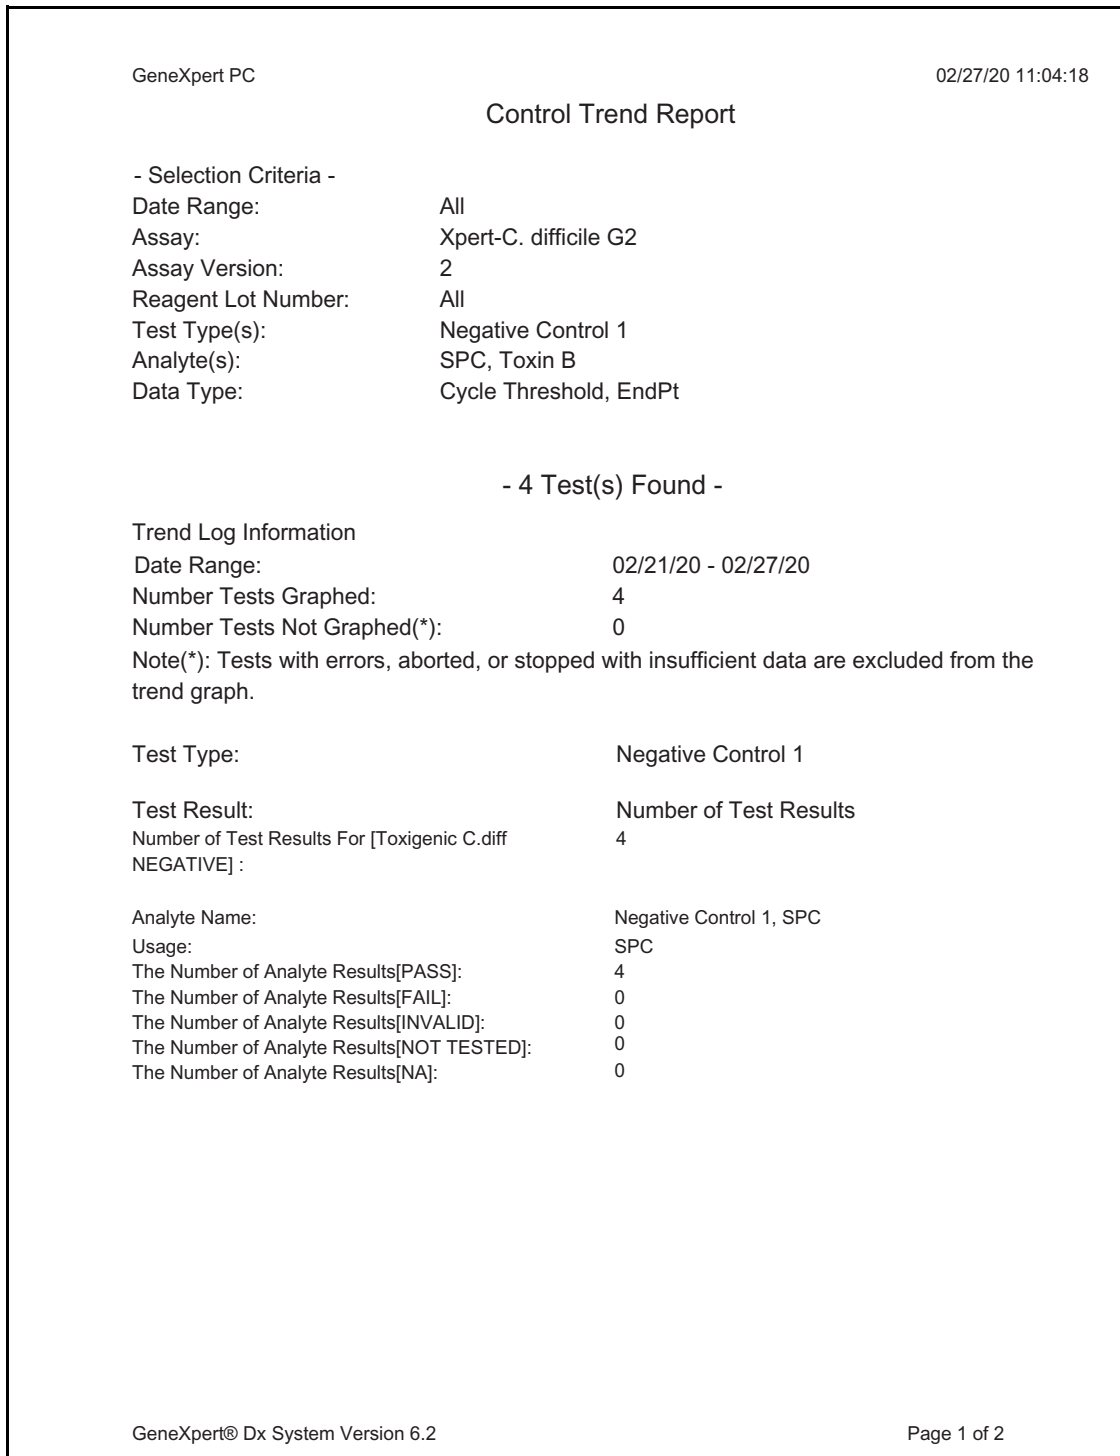 GeneXpert PC 02/27/20 11:04:18
Control Trend Report
- Selection Criteria -
Date Range: All
Assay: Xpert-C. difficile G2
Assay Version: 2
Reagent Lot Number: All
Test Type(s): Negative Control 1
Analyte(s): SPC, Toxin B
Data Type: Cycle Threshold, EndPt
- 4 Test(s) Found -
Trend Log Information
Date Range: 02/21/20 - 02/27/20
Number Tests Graphed: 4
Number Tests Not Graphed(*): 0
Note(*): Tests with errors, aborted, or stopped with insufficient data are excluded from the
trend graph.
Test Type: Negative Control 1
Test Result: Number of Test Results
Number of Test Results For [Toxigenic C.diff 4
NEGATIVE] :
Analyte Name: Negative Control 1, SPC
Usage: SPC
The Number of Analyte Results[PASS]: 4
The Number of Analyte Results[FAIL]: 0
The Number of Analyte Results[INVALID]: 0
The Number of Analyte Results[NOT TESTED]: 0
The Number of Analyte Results[NA]: 0
GeneXpert® Dx System Version 6.2 Page 1 of 2